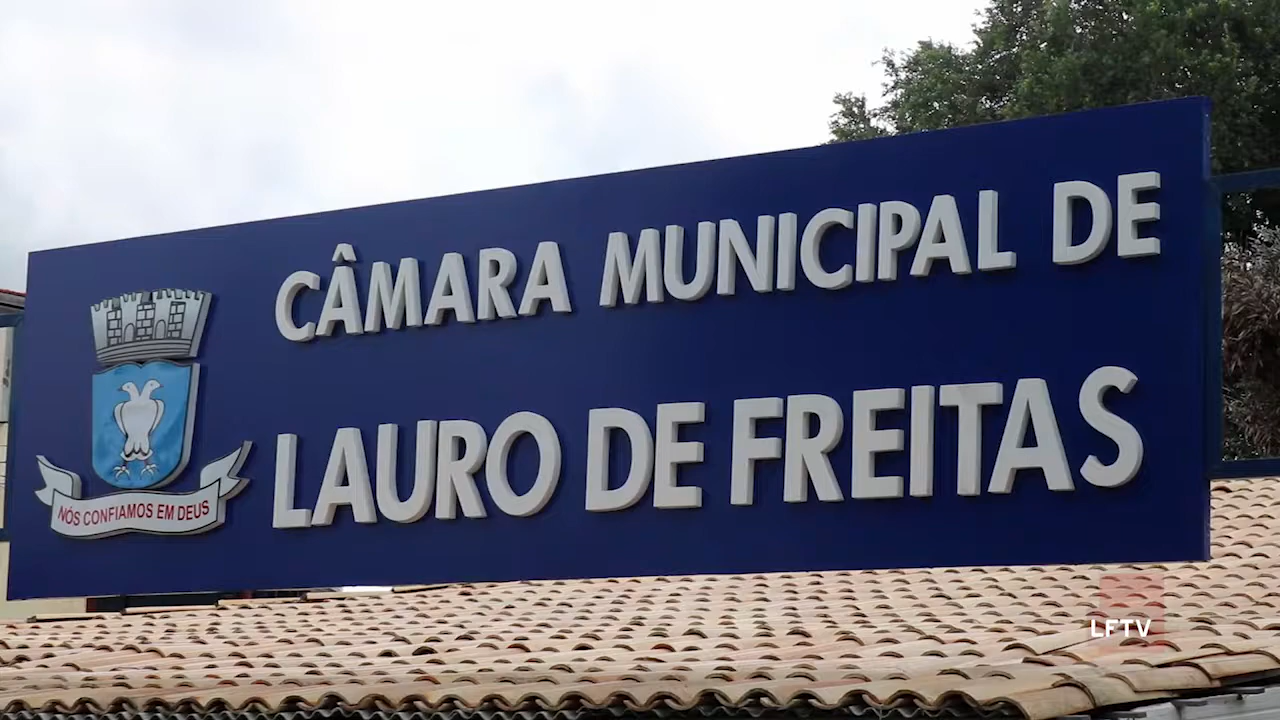 CÂMARA MUNICIPAL DE
LAURO DE FREITAS
NÓS CONFIAMOS EM DEUS
LFTV